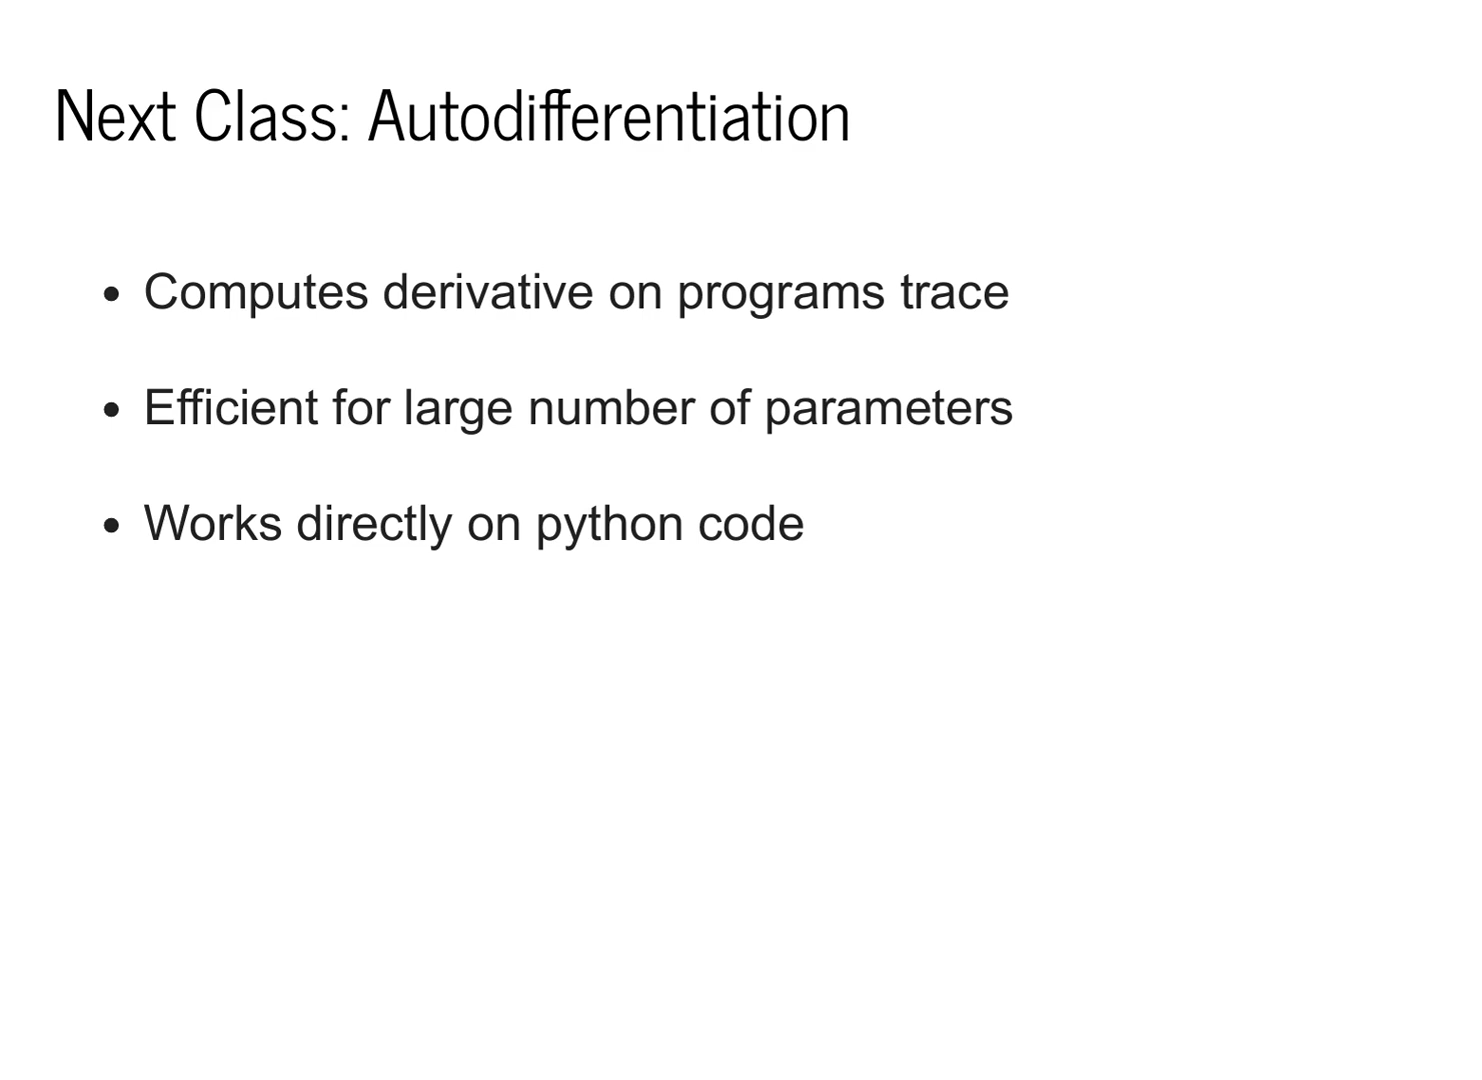 Next Class: Autodifferentiation
• Computes derivative on programs trace
• Efficient for large number of parameters
• Works directly on python code